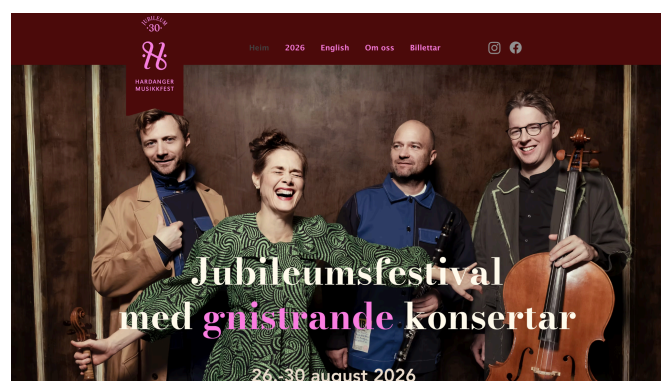 JUBILEUM
·30·
H
HARDANGER
MUSIKKFEST
Heim 2026 English Om oss Billettar
Jubileumsfestival
med gnistrande konsertar
26.-30 august 2026